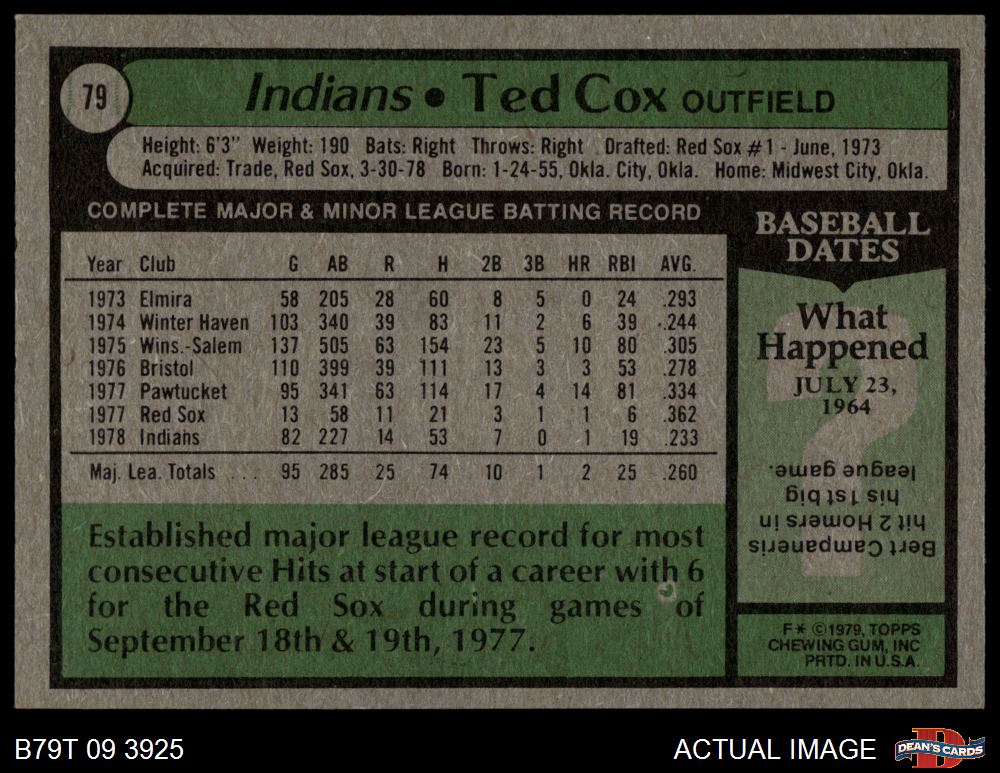 79
Indians • Ted Cox OUTFIELD
Height: 6'3" Weight: 190 Bats: Right Throws: Right Drafted: Red Sox #1 - June, 1973
Acquired: Trade, Red Sox, 3-30-78 Born: 1-24-55, Okla. City, Okla. Home: Midwest City, Okla.
COMPLETE MAJOR & MINOR LEAGUE BATTING RECORD
Year Club G AB R H 2B 3B HR RBI AVG.
1973 Elmira 58 205 28 60 8 5 0 24 .293
1974 Winter Haven 103 340 39 83 11 2 6 39 .244
1975 Wins.-Salem 137 505 63 154 23 5 10 80 .305
1976 Bristol 110 399 39 111 13 3 3 53 .278
1977 Pawtucket 95 341 63 114 17 4 14 81 .334
1977 Red Sox 13 58 11 21 3 1 1 6 .362
1978 Indians 82 227 14 53 7 0 1 19 .233
Maj. Lea. Totals . . . 95 285 25 74 10 1 2 25 .260
Established major league record for most
consecutive Hits at start of a career with 6
for the Red Sox during games of
September 18th & 19th, 1977.
BASEBALL
DATES
What
Happened
JULY 23,
1964
?
Bert Campaneris
hit 2 Homers in
his 1st big
league game.
F* ©1979, TOPPS
CHEWING GUM, INC
PRTD. IN U.S.A.
B79T 09 3925
ACTUAL IMAGE
D
DEAN'S CARDS